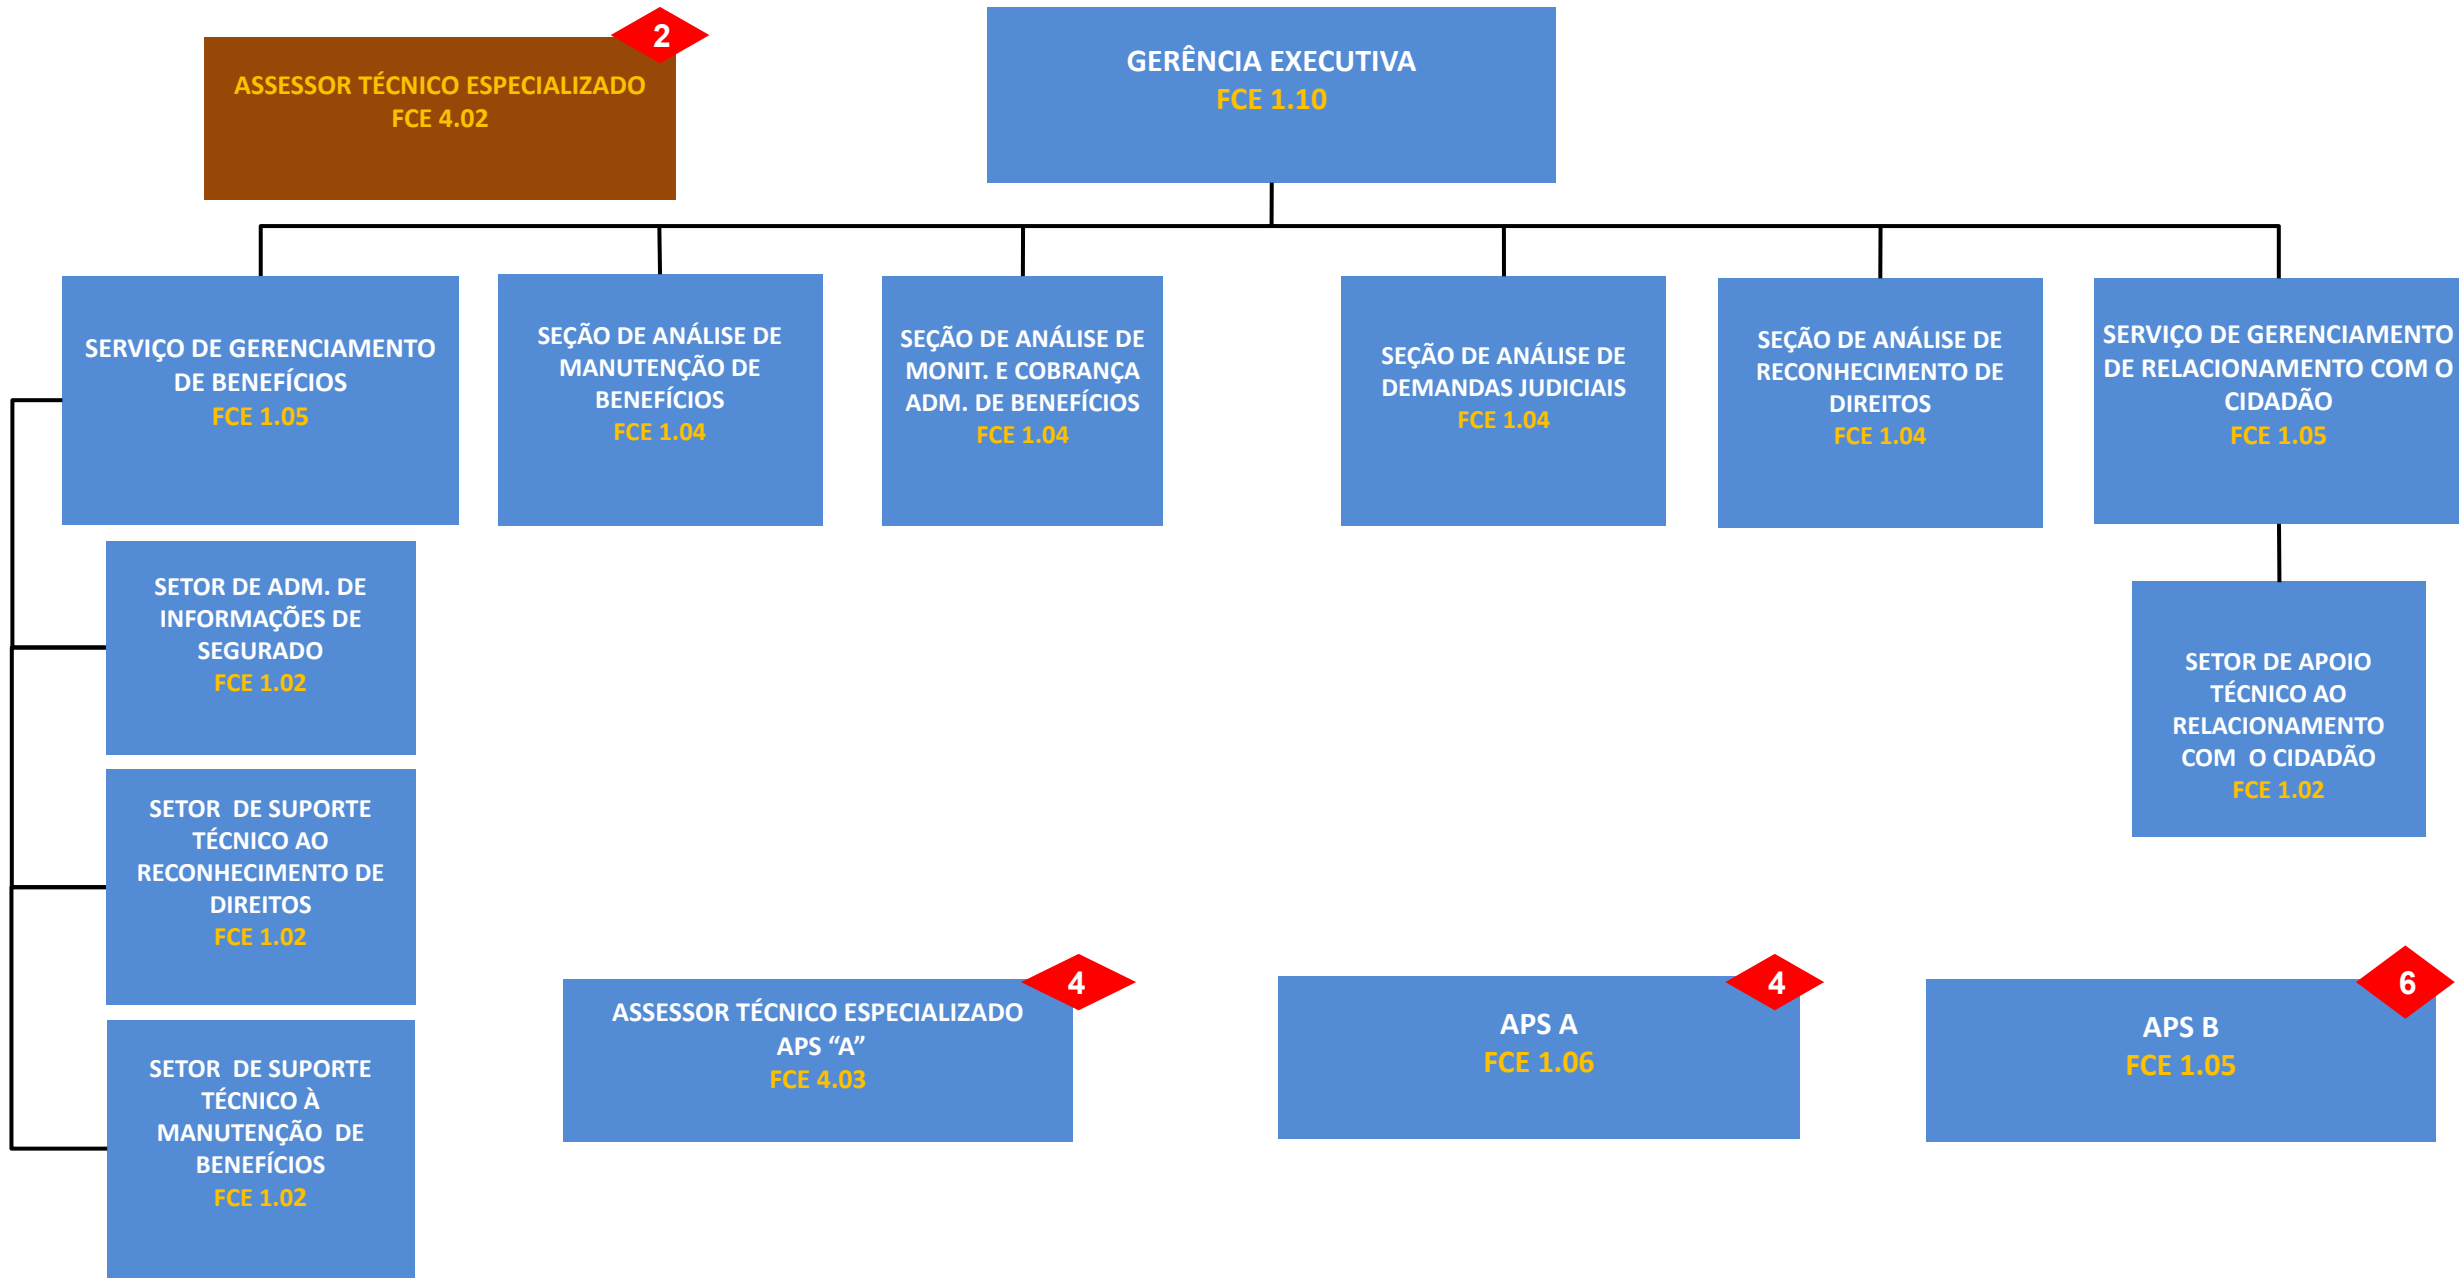 2
ASSESSOR TÉCNICO ESPECIALIZADO
FCE 4.02
GERÊNCIA EXECUTIVA
FCE 1.10
SERVIÇO DE GERENCIAMENTO
DE BENEFÍCIOS
FCE 1.05
SEÇÃO DE ANÁLISE DE
MANUTENÇÃO DE
BENEFÍCIOS
FCE 1.04
SEÇÃO DE ANÁLISE DE
MONIT. E COBRANÇA
ADM. DE BENEFÍCIOS
FCE 1.04
SEÇÃO DE ANÁLISE DE
DEMANDAS JUDICIAIS
FCE 1.04
SEÇÃO DE ANÁLISE DE
RECONHECIMENTO DE
DIREITOS
FCE 1.04
SERVIÇO DE GERENCIAMENTO
DE RELACIONAMENTO COM O
CIDADÃO
FCE 1.05
SETOR DE ADM. DE
INFORMAÇÕES DE
SEGURADO
FCE 1.02
SETOR DE SUPORTE
TÉCNICO AO
RECONHECIMENTO DE
DIREITOS
FCE 1.02
SETOR DE SUPORTE
TÉCNICO À
MANUTENÇÃO DE
BENEFÍCIOS
FCE 1.02
SETOR DE APOIO
TÉCNICO AO
RELACIONAMENTO
COM O CIDADÃO
FCE 1.02
4
ASSESSOR TÉCNICO ESPECIALIZADO
APS “A”
FCE 4.03
4
APS A
FCE 1.06
6
APS B
FCE 1.05